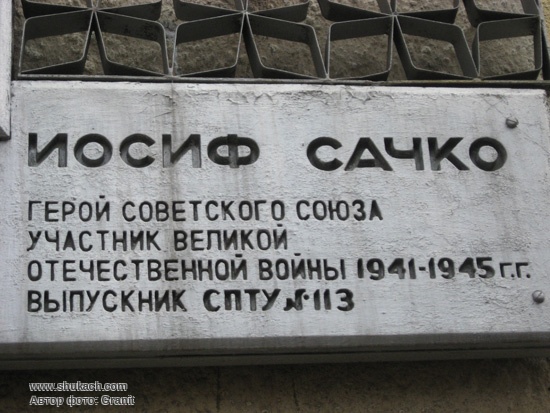 ИОСИФ САЧКО
ГЕРОЙ СОВЕТСКОГО СОЮЗА
УЧАСТНИК ВЕЛИКОЙ
ОТЕЧЕСТВЕННОЙ ВОЙНЫ 1941-1945 г.г.
ВЫПУСКНИК СПТУ №113
www.shukach.com
Автор фото: Granit